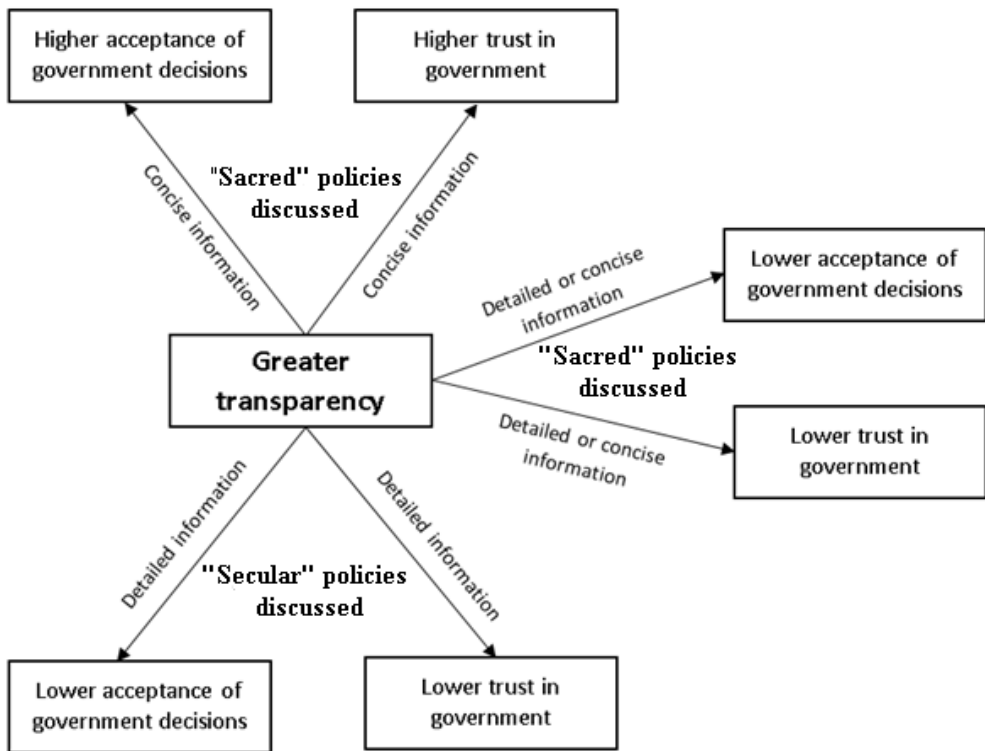 Higher acceptance of
government decisions
Higher trust in
government
Concise information
"Sacred" policies
discussed
Concise information
Detailed or concise
information
Lower acceptance of
government decisions
Greater
transparency
"Sacred" policies
discussed
Detailed or concise
information
Lower trust in
government
Detailed information
"Secular" policies
discussed
Detailed information
Lower acceptance of
government decisions
Lower trust in
government